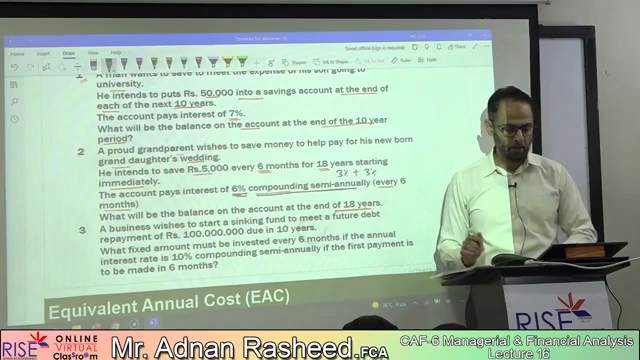 Saved offline (sign in required)
Draw
1 A man wants to save to meet the expense of his son going to
university.
He intends to puts Rs. 50,000 into a savings account at the end
of each of the next 10 years.
The account pays interest of 7%.
What will be the balance on the account at the end of the 10 year
period?
2 A proud grandparent wishes to save money to help pay for his new born
grand daughter's wedding.
He intends to save Rs.5,000 every 6 months for 18 years starting
immediately.
3% + 3%
The account pays interest of 6% compounding semi-annually (every 6
months)
What will be the balance on the account at the end of 18 years.
3 A business wishes to start a sinking fund to meet a future debt
repayment of Rs. 100,000,000 due in 10 years.
What fixed amount must be invested every 6 months if the annual
interest rate is 10% compounding semi-annually if the first payment is
to be made in 6 months?
Equivalent Annual Cost (EAC)
RISE
RISE
ONLINE
VIRTUAL
Classroom
Mr. Adnan Rasheed.FCA
CAF-6 Managerial & Financial Analysis
Lecture 16